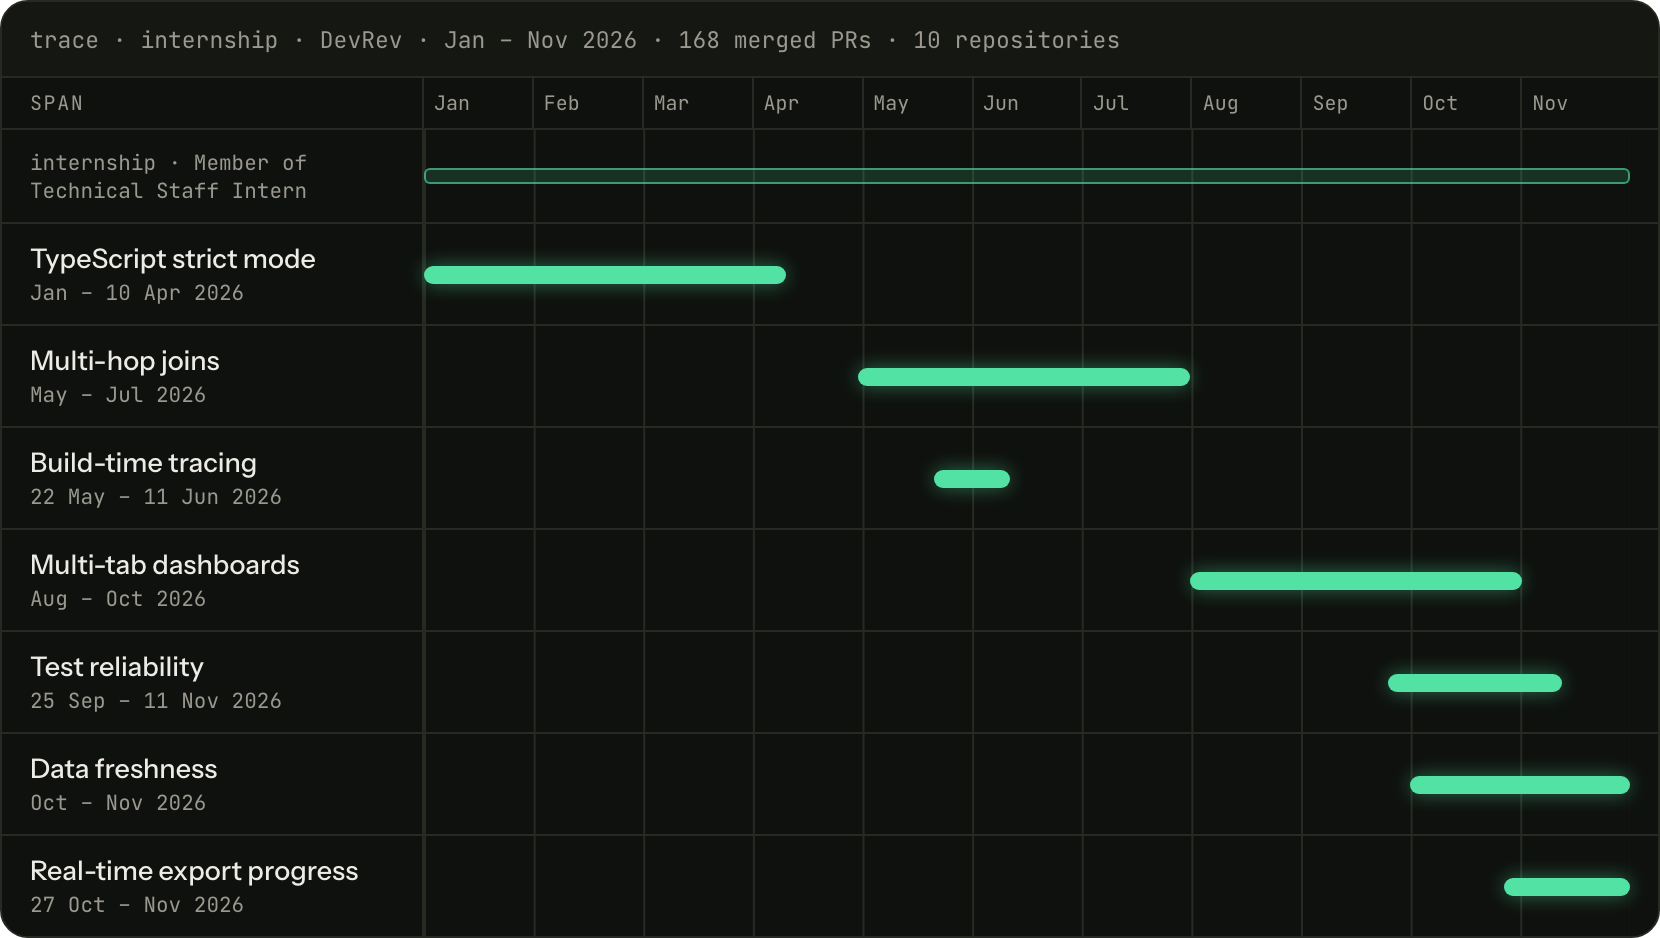 trace · internship · DevRev · Jan – Nov 2026 · 168 merged PRs · 10 repositories
SPAN Jan Feb Mar Apr May Jun Jul Aug Sep Oct Nov
internship · Member of
Technical Staff Intern
TypeScript strict mode
Jan – 10 Apr 2026
Multi-hop joins
May – Jul 2026
Build-time tracing
22 May – 11 Jun 2026
Multi-tab dashboards
Aug – Oct 2026
Test reliability
25 Sep – 11 Nov 2026
Data freshness
Oct – Nov 2026
Real-time export progress
27 Oct – Nov 2026